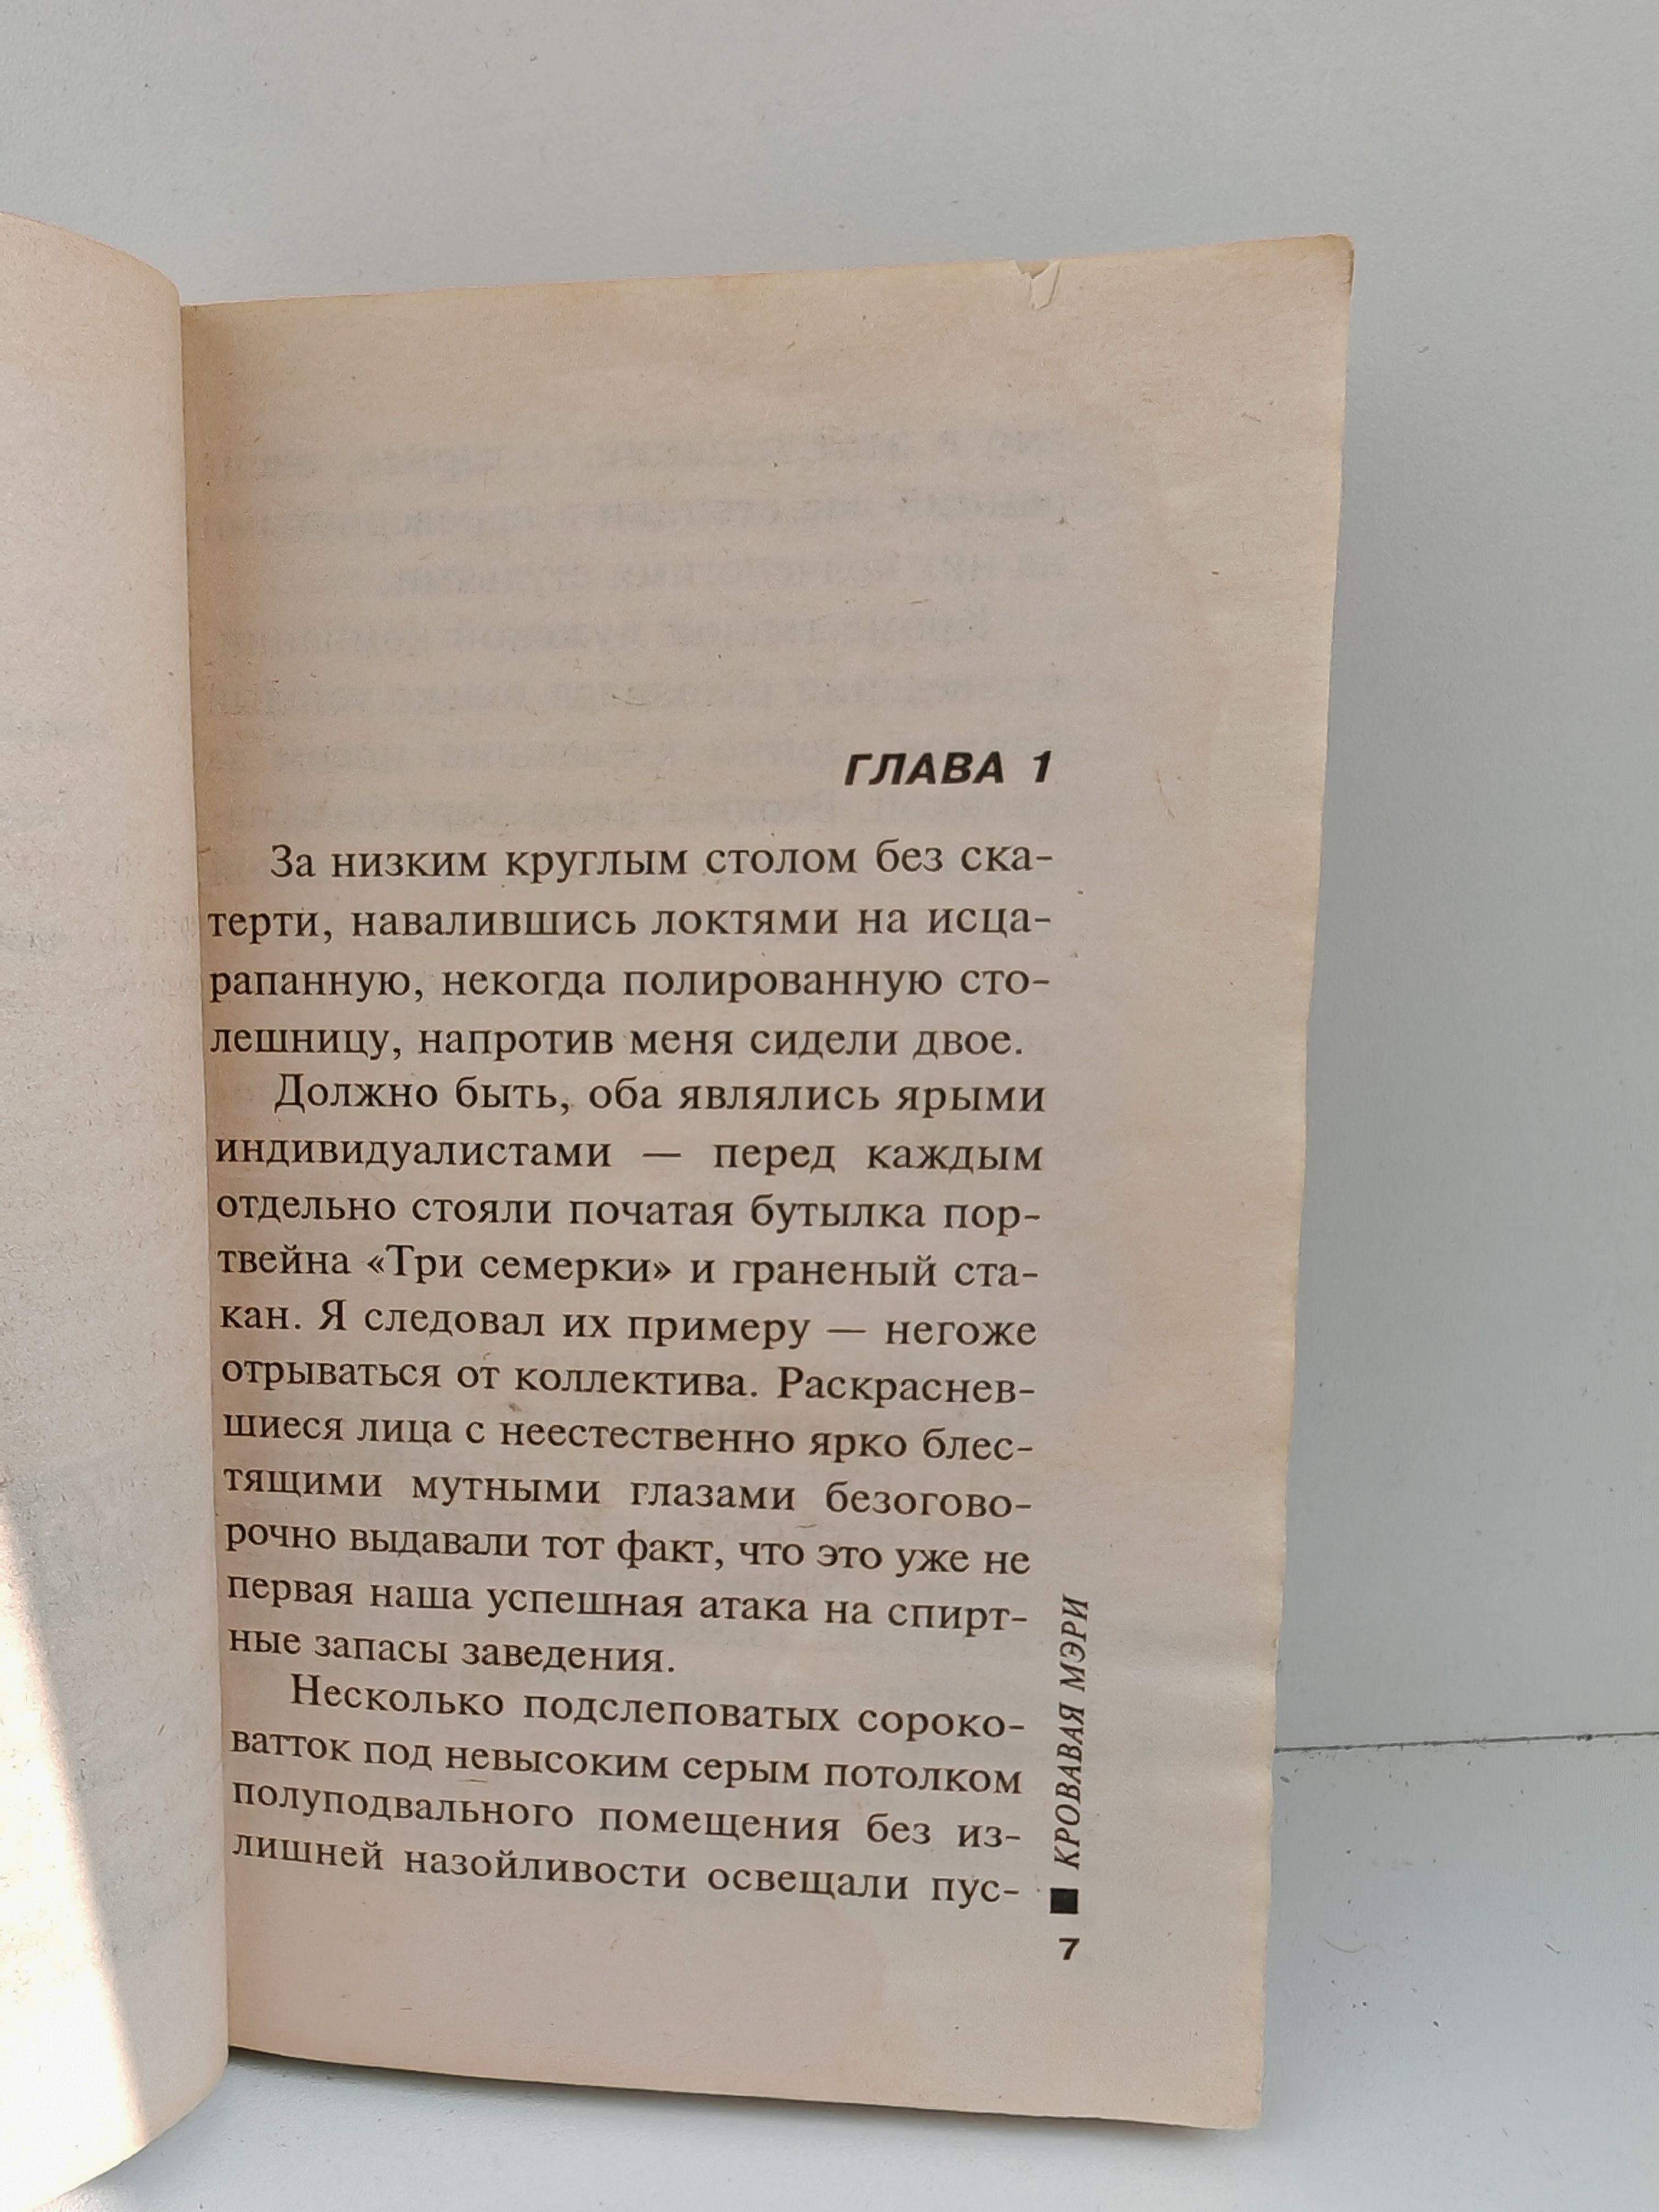 ГЛАВА 1
За низким круглым столом без ска-
терти, навалившись локтями на исца-
рапанную, некогда полированную сто-
лешницу, напротив меня сидели двое.
Должно быть, оба являлись ярыми
индивидуалистами — перед каждым
отдельно стояли початая бутылка пор-
твейна «Три семерки» и граненый ста-
кан. Я следовал их примеру — негоже
отрываться от коллектива. Раскраснев-
шиеся лица с неестественно ярко блес-
тящими мутными глазами безогово-
рочно выдавали тот факт, что это уже не
первая наша успешная атака на спирт-
ные запасы заведения.
Несколько подслеповатых сороко-
ватток под невысоким серым потолком
полуподвального помещения без из-
лишней назойливости освещали пус-
КРОВАВАЯ МЭРИ
7